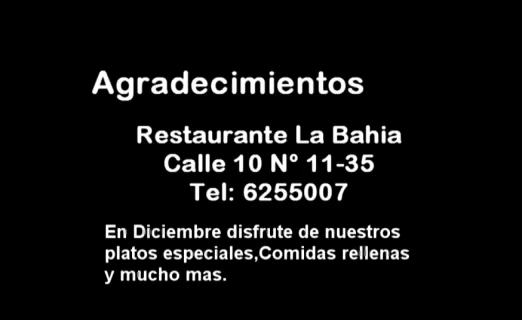 Agradecimientos
Restaurante La Bahia
Calle 10 Nº 11-35
Tel: 6255007
En Diciembre disfrute de nuestros
platos especiales,Comidas rellenas
y mucho mas.